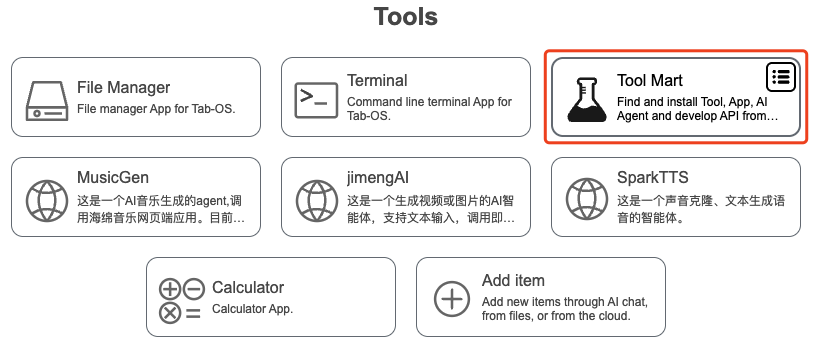 Tools
File Manager
File manager App for Tab-OS.
Terminal
Command line terminal App for
Tab-OS.
Tool Mart
Find and install Tool, App, AI
Agent and develop API from...
MusicGen
这是一个AI音乐生成的agent,调
用海绵音乐网页端应用。目前...
jimengAI
这是一个生成视频或图片的AI智
能体，支持文本输入，调用即...
SparkTTS
这是一个声音克隆、文本生成语
音的智能体。
Calculator
Calculator App.
Add item
Add new items through AI chat,
from files, or from the cloud.